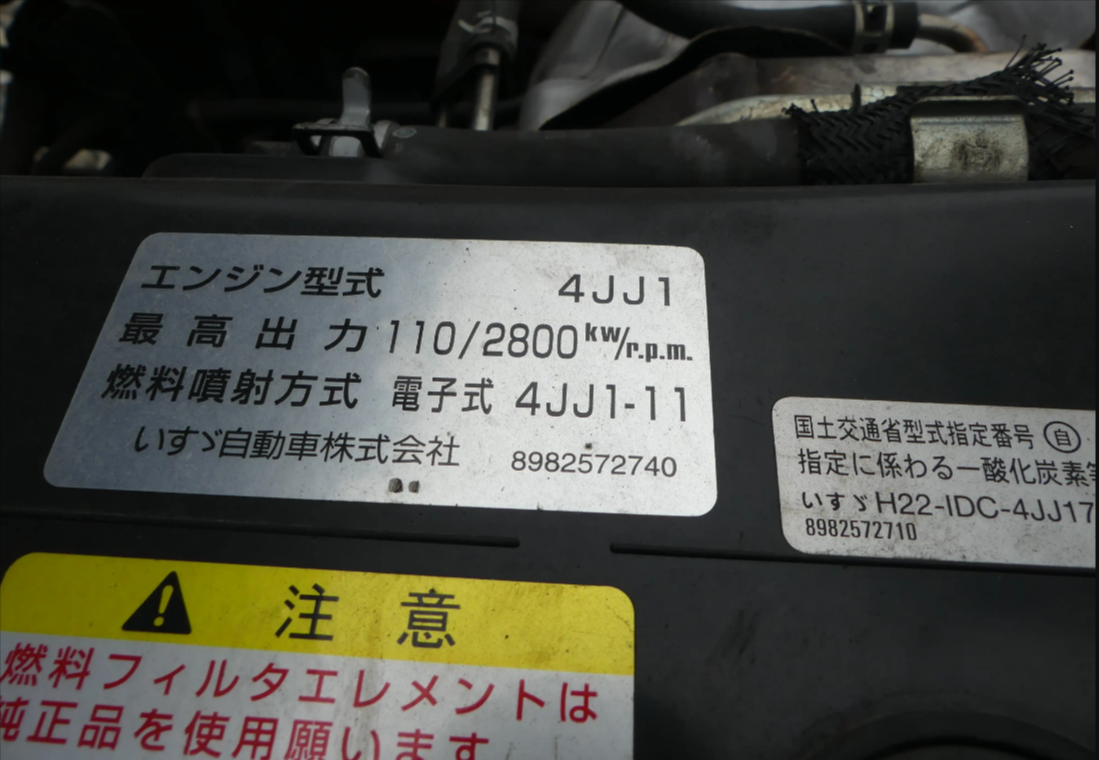 エンジン型式 4JJ1
最高出力 110/2800kw/r.p.m.
燃料噴射方式 電子式 4JJ1-11
いすゞ自動車株式会社 8982572740
国土交通省型式指定番号 自
指定に係わる一酸化炭素等
いすゞ H22-IDC-4JJ17
8982572710
注意
燃料フィルタエレメントは
純正品を使用願います